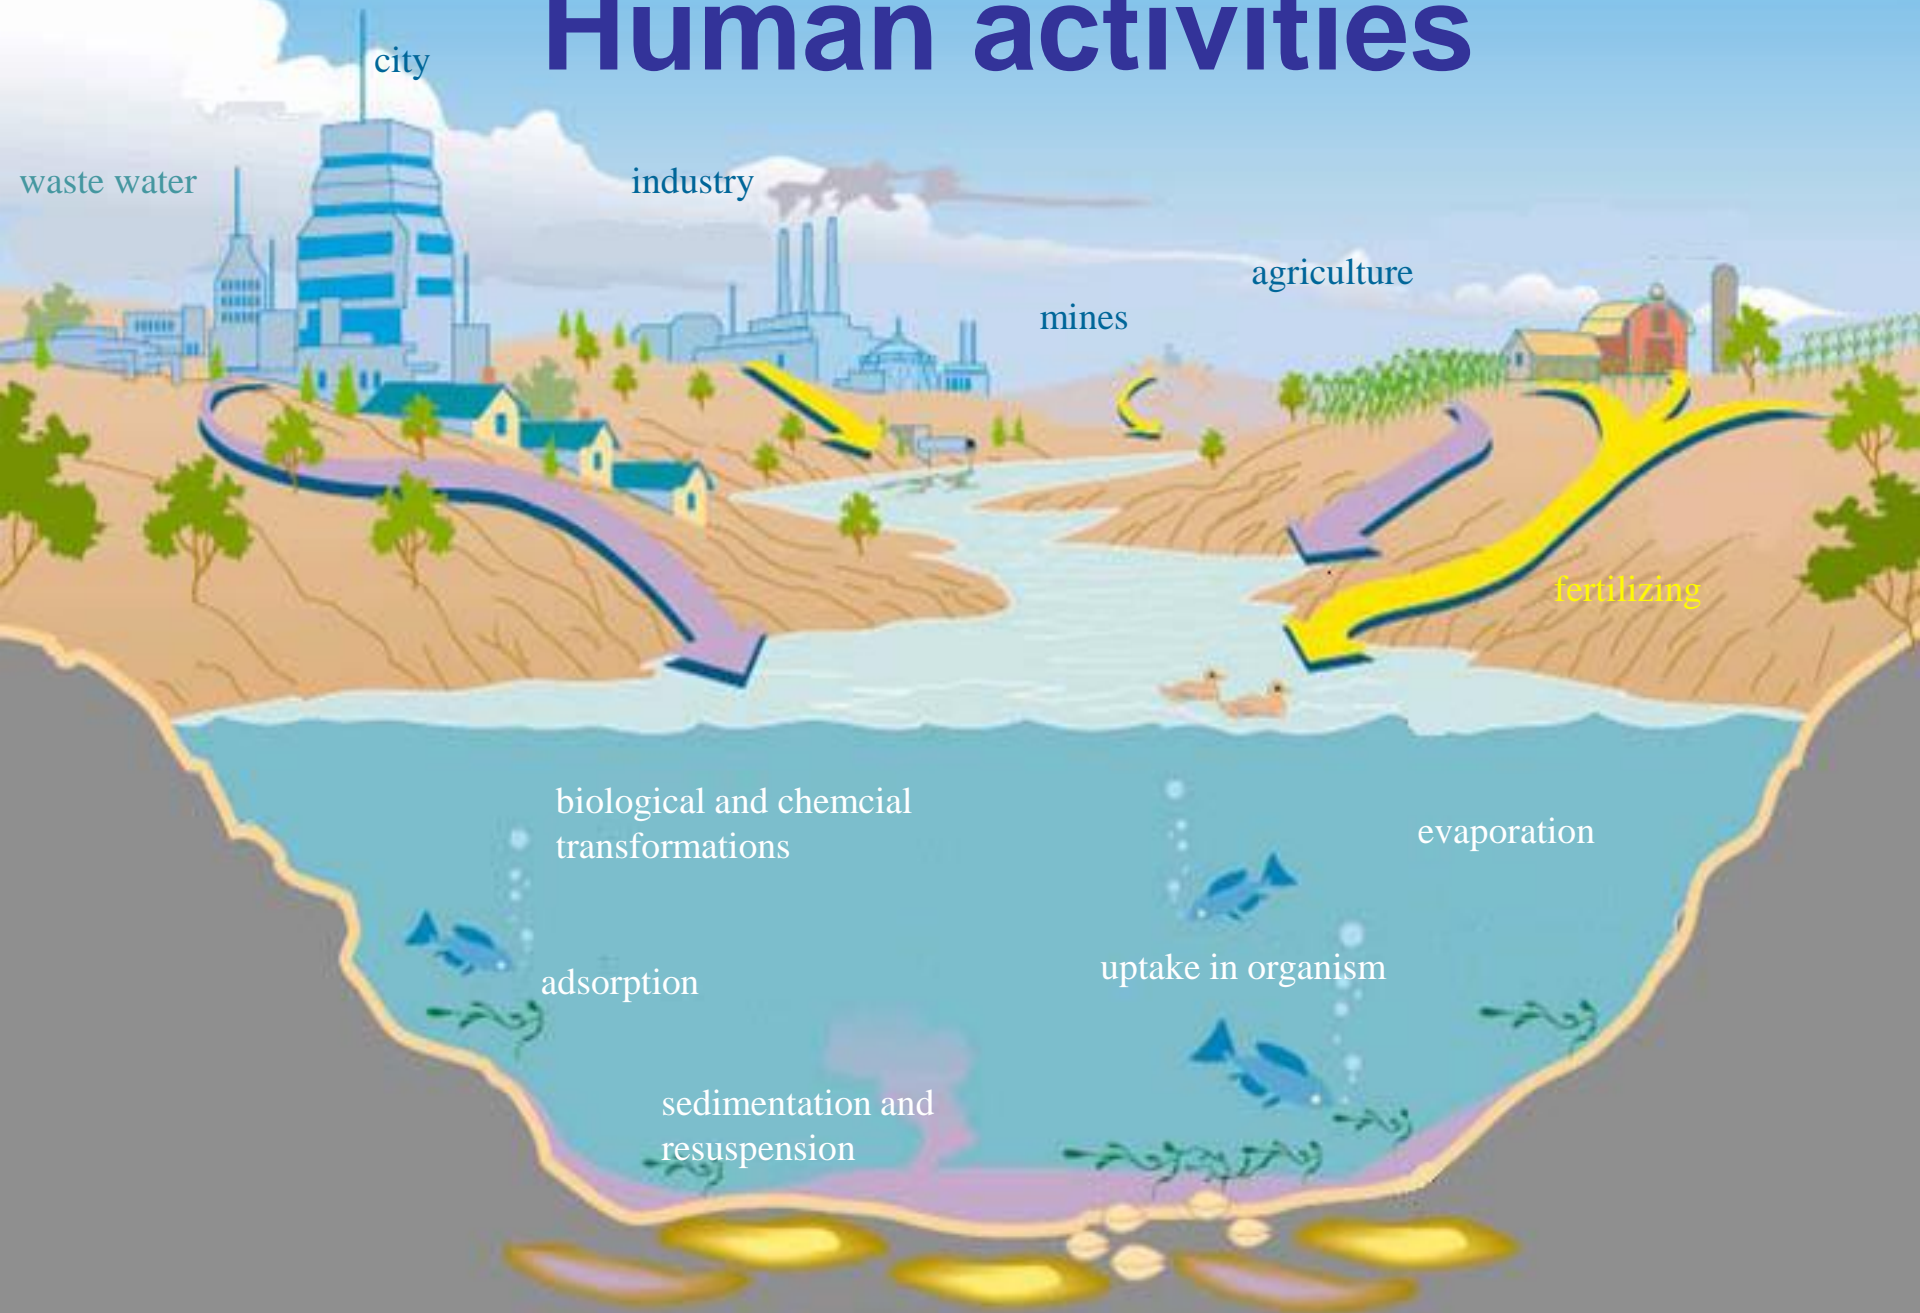 Human activities
city
waste water
industry
agriculture
mines
fertilizing
biological and chemcial
transformations
evaporation
adsorption
uptake in organism
sedimentation and
resuspension